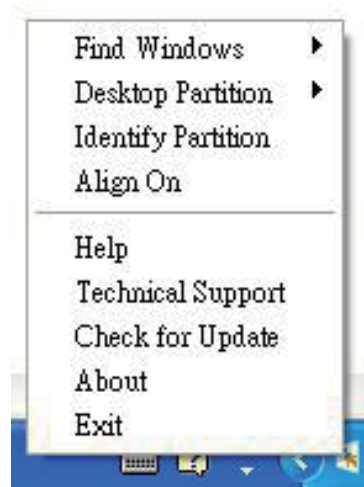 Find Windows
Desktop Partition
Identify Partition
Align On
Help
Technical Support
Check for Update
About
Exit